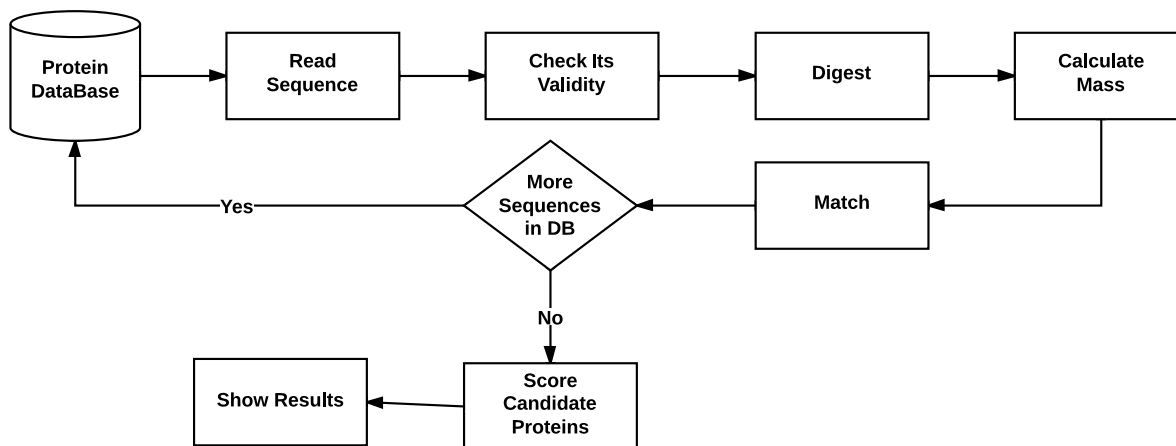 Protein
DataBase
Read
Sequence
Check Its
Validity
Digest
Calculate
Mass
Match
More
Sequences
in DB
Yes
No
Score
Candidate
Proteins
Show Results